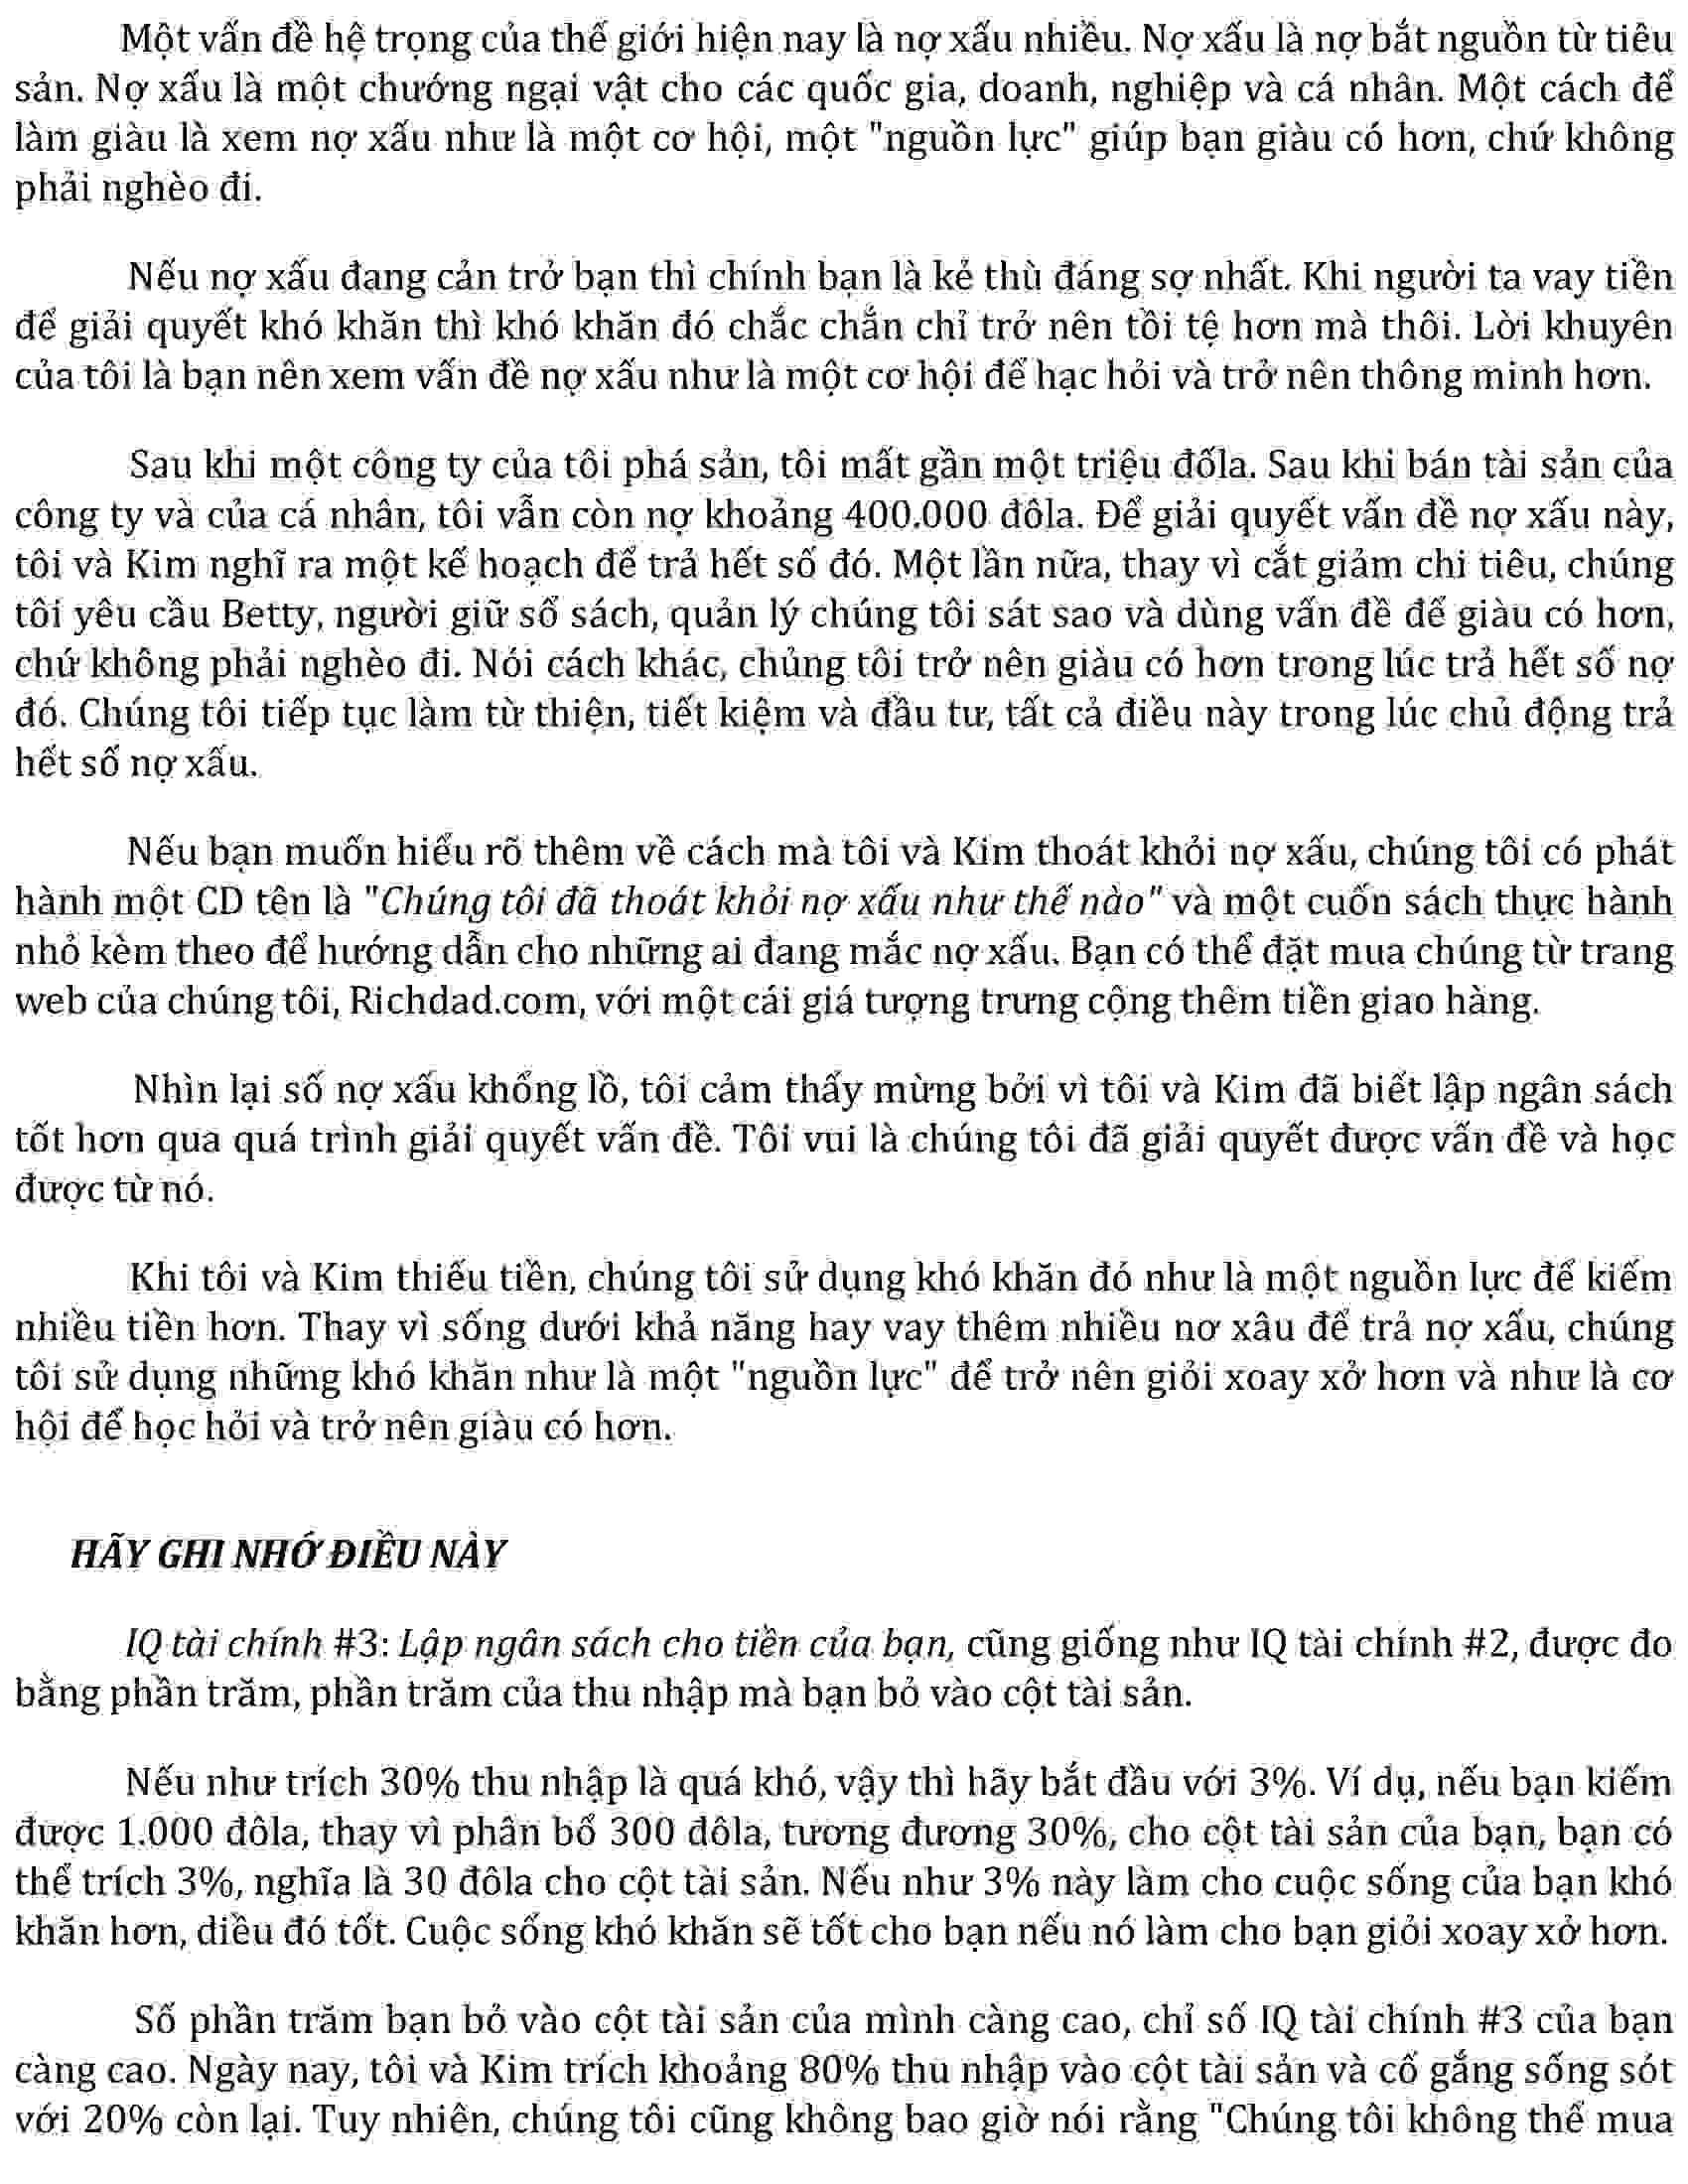 Một vấn đề hệ trọng của thế giới hiện nay là nợ xấu nhiều. Nợ xấu là nợ bắt nguồn từ tiêu
sản. Nợ xấu là một chướng ngại vật cho các quốc gia, doanh, nghiệp và cá nhân. Một cách để
làm giàu là xem nợ xấu như là một cơ hội, một "nguồn lực" giúp bạn giàu có hơn, chứ không
phải nghèo đí.
Nếu nợ xấu đang cản trở bạn thì chính bạn là kẻ thù đáng sợ nhất. Khi người ta vay tiền
để giải quyết khó khăn thì khó khăn đó chắc chắn chỉ trở nên tồi tệ hơn mà thôi. Lời khuyên
của tôi là bạn nên xem vấn đề nợ xấu như là một cơ hội để hạc hỏi và trở nên thông minh hơn.
Sau khi một công ty của tôi phá sản, tôi mất gần một triệu đốla. Sau khi bán tài sản của
công ty và của cá nhân, tôi vẫn còn nợ khoảng 400.000 đôla. Để giải quyết vấn đề nợ xấu này,
tôi và Kim nghĩ ra một kế hoạch để trả hết số đó. Một lần nữa, thay vì cắt giảm chi tiêu, chúng
tôi yêu cầu Betty, người giữ sổ sách, quản lý chúng tôi sát sao và dùng vấn đề để giàu có hơn,
chứ không phải nghèo đi. Nói cách khác, chủng tôi trở nên giàu có hơn trong lúc trả hết số nợ
đó. Chúng tôi tiếp tục làm từ thiện, tiết kiệm và đầu tư, tất cả điều này trong lúc chủ động trả
hết số nợ xấu.
Nếu bạn muốn hiểu rõ thêm về cách mà tôi và Kim thoát khỏi nợ xấu, chúng tôi có phát
hành một CD tên là "Chúng tôi đã thoát khỏi nợ xấu như thế nào" và một cuốn sách thực hành
nhỏ kèm theo để hướng dẫn cho những ai đang mắc nợ xấu. Bạn có thể đặt mua chúng từ trang
web của chúng tôi, Richdad.com, với một cái giá tượng trưng cộng thêm tiền giao hàng.
Nhìn lại số nợ xấu khổng lồ, tôi cảm thấy mừng bởi vì tôi và Kim đã biết lập ngân sách
tốt hơn qua quá trình giải quyết vấn đề. Tôi vui là chúng tôi đã giải quyết được vấn đề và học
được từ nó.
Khi tôi và Kim thiếu tiền, chúng tôi sử dụng khó khăn đó như là một nguồn lực để kiếm
nhiều tiền hơn. Thay vì sống dưới khả năng hay vay thêm nhiều nơ xâu để trả nợ xấu, chúng
tôi sử dụng những khó khăn như là một "nguồn lực" để trở nên giỏi xoay xở hơn và như là cơ
hội để học hỏi và trở nên giàu có hơn.
HÃY GHI NHỚ ĐIỀU NÀY
IQ tài chính #3: Lập ngân sách cho tiền của bạn, cũng giống như IQ tài chính #2, được đo
bằng phần trăm, phần trăm của thu nhập mà bạn bỏ vào cột tài sản.
Nếu như trích 30% thu nhập là quá khó, vậy thì hãy bắt đầu với 3%. Ví dụ, nếu bạn kiếm
được 1.000 đôla, thay vì phân bổ 300 đôla, tương đương 30%, cho cột tài sản của bạn, bạn có
thể trích 3%, nghĩa là 30 đôla cho cột tài sản. Nếu như 3% này làm cho cuộc sống của bạn khó
khăn hơn, diều đó tốt. Cuộc sống khó khăn sẽ tốt cho bạn nếu nó làm cho bạn giỏi xoay xở hơn.
Số phần trăm bạn bỏ vào cột tài sản của mình càng cao, chỉ số IQ tài chính #3 của bạn
càng cao. Ngày nay, tôi và Kim trích khoảng 80% thu nhập vào cột tài sản và cố gắng sống sót
với 20% còn lại. Tuy nhiên, chúng tôi cũng không bao giờ nói rằng "Chúng tôi không thể mua